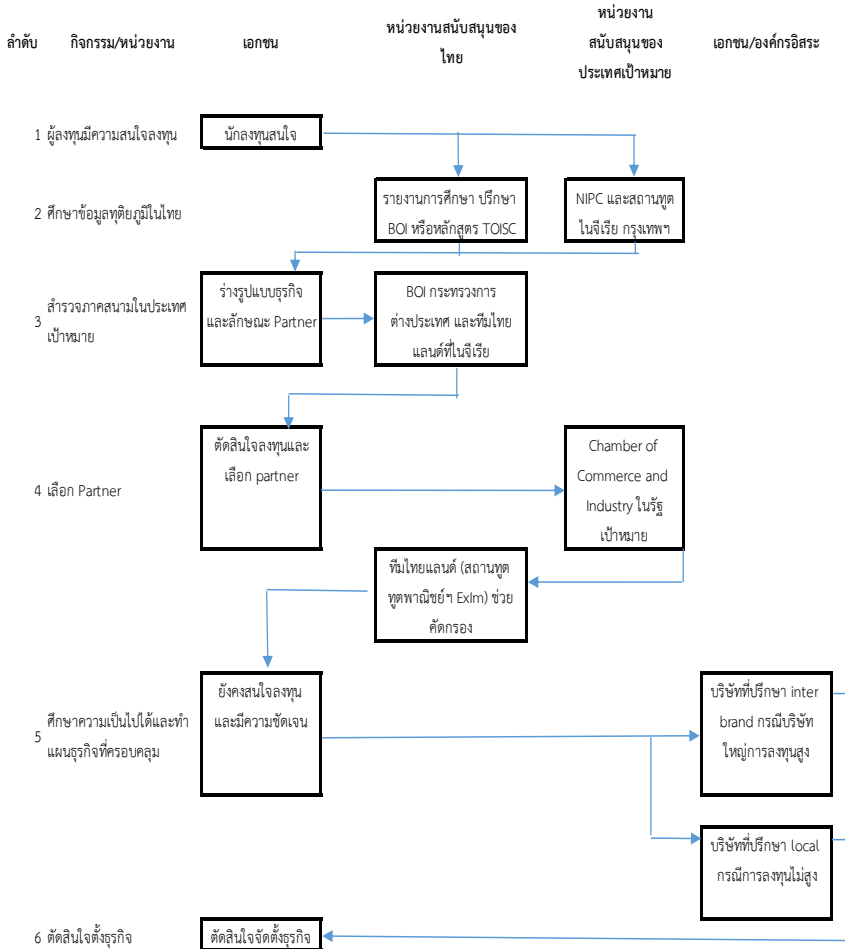 ลำดับ
กิจกรรม/หน่วยงาน
เอกชน
หน่วยงานสนับสนุนของ
ไทย
หน่วยงาน
สนับสนุนของ
ประเทศเป้าหมาย
เอกชน/องค์กรอิสระ
1 ผู้ลงทุนมีความสนใจลงทุน
นักลงทุนสนใจ
2 ศึกษาข้อมูลทุติยภูมิในไทย
รายงานการศึกษา ปรึกษา
BOI หรือหลักสูตร TOISC
NIPC และสถานทูต
ไนจีเรีย กรุงเทพฯ
3
สำรวจภาคสนามในประเทศ
เป้าหมาย
ร่างรูปแบบธุรกิจ
และลักษณะ Partner
BOI กระทรวงการ
ต่างประเทศ และทีมไทย
แลนด์ที่ไนจีเรีย
4 เลือก Partner
ตัดสินใจลงทุนและ
เลือก partner
Chamber of
Commerce and
Industry ในรัฐ
เป้าหมาย
ทีมไทยแลนด์ (สถานทูต
ทูตพาณิชย์ฯ ExIm) ช่วย
คัดกรอง
5
ศึกษาความเป็นไปได้และทำ
แผนธุรกิจที่ครอบคลุม
ยังคงสนใจลงทุน
และมีความชัดเจน
บริษัทที่ปรึกษา inter
brand กรณีบริษัท
ใหญ่การลงทุนสูง
บริษัทที่ปรึกษา local
กรณีการลงทุนไม่สูง
6 ตัดสินใจตั้งธุรกิจ
ตัดสินใจจัดตั้งธุรกิจ